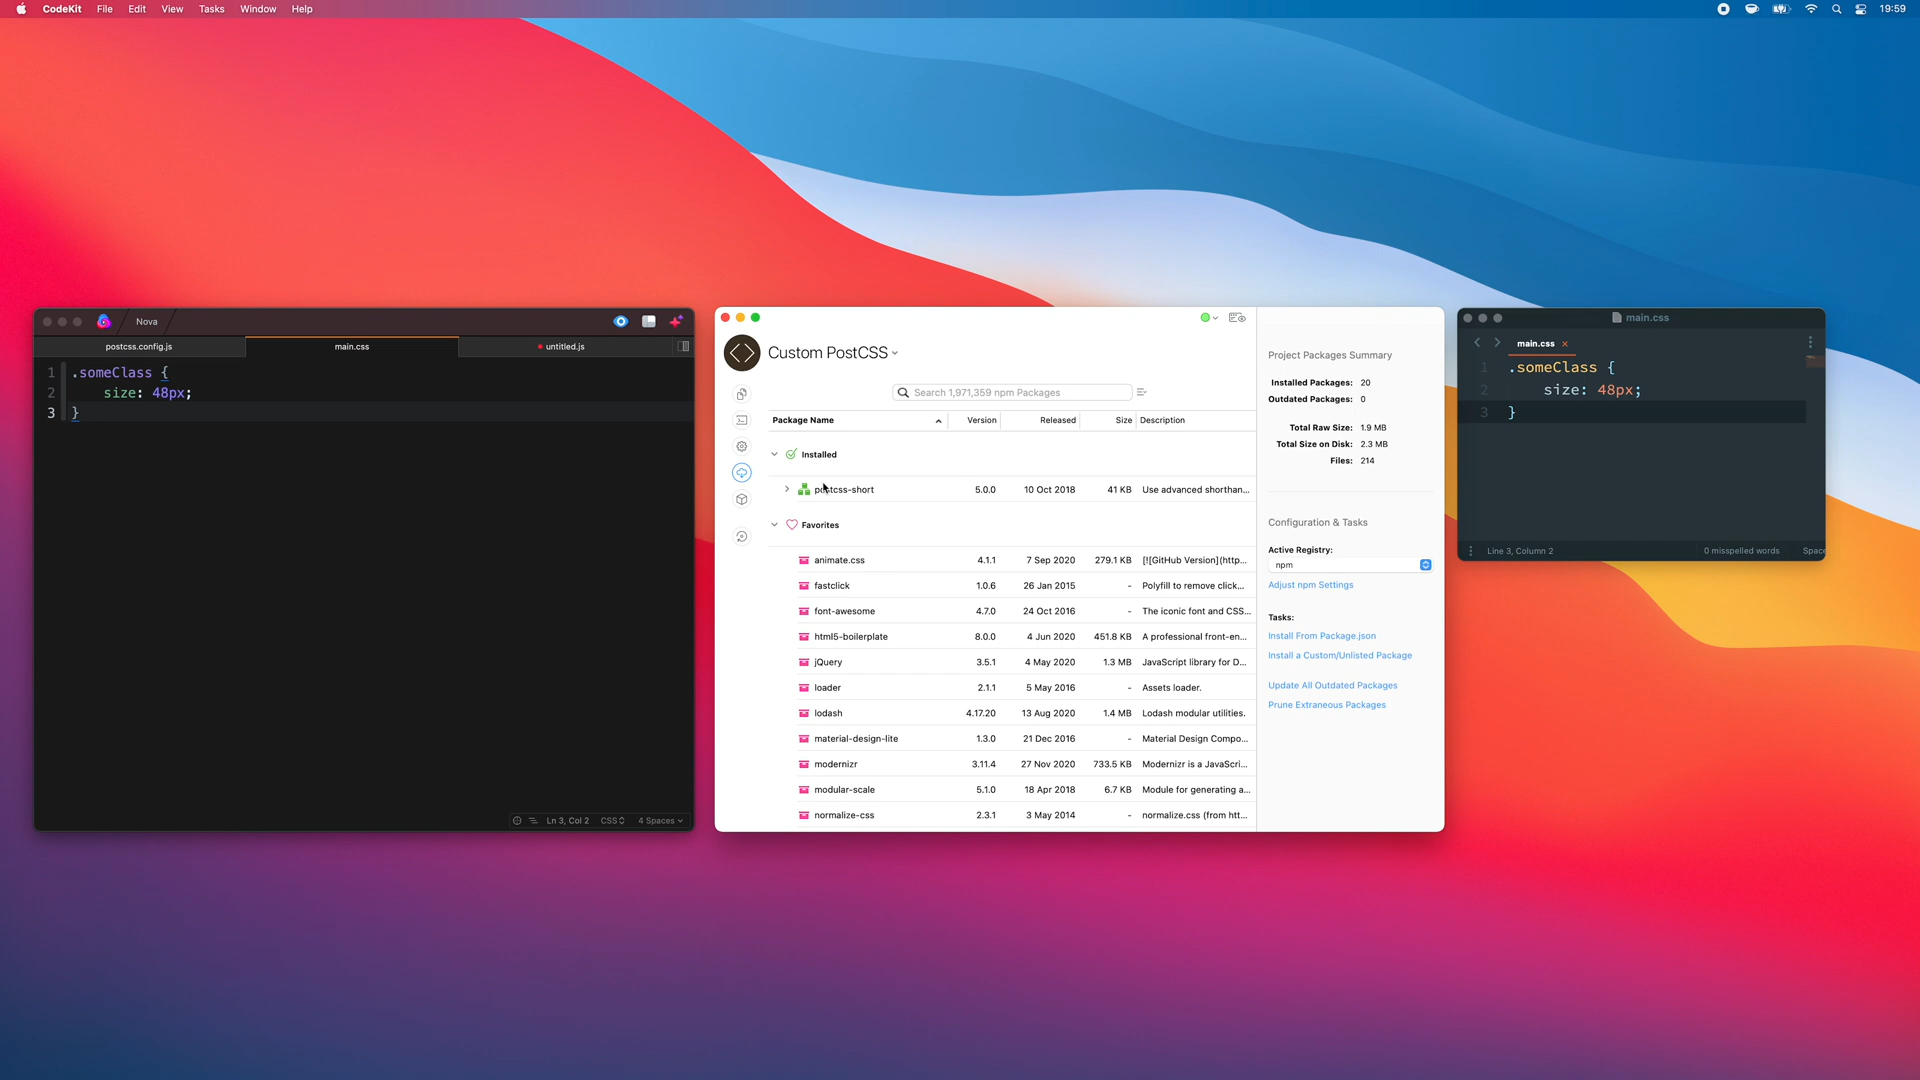 CodeKit File Edit View Tasks Window Help
19:59
Nova
postcss.config.js main.css untitled.js
1 .someClass {
2 size: 48px;
3 }
Ln 3, Col 2 CSS 4 Spaces
Custom PostCSS
Search 1,971,359 npm Packages
Package Name Version Released Size Description
Installed
postcss-short 5.0.0 10 Oct 2018 41 KB Use advanced shorthan...
Favorites
animate.css 4.1.1 7 Sep 2020 279.1 KB [![GitHub Version](http...
fastclick 1.0.6 26 Jan 2015 - Polyfill to remove click...
font-awesome 4.7.0 24 Oct 2016 - The iconic font and CSS...
html5-boilerplate 8.0.0 4 Jun 2020 451.8 KB A professional front-en...
jQuery 3.5.1 4 May 2020 1.3 MB JavaScript library for D...
loader 2.1.1 5 May 2016 - Assets loader.
lodash 4.17.20 13 Aug 2020 1.4 MB Lodash modular utilities.
material-design-lite 1.3.0 21 Dec 2016 - Material Design Compo...
modernizr 3.11.4 27 Nov 2020 733.5 KB Modernizr is a JavaScri...
modular-scale 5.1.0 18 Apr 2018 6.7 KB Module for generating a...
normalize-css 2.3.1 3 May 2014 - normalize.css (from htt...
Project Packages Summary
Installed Packages: 20
Outdated Packages: 0
Total Raw Size: 1.9 MB
Total Size on Disk: 2.3 MB
Files: 214
Configuration & Tasks
Active Registry:
npm
Adjust npm Settings
Tasks:
Install From Package.json
Install a Custom/Unlisted Package
Update All Outdated Packages
Prune Extraneous Packages
main.css
main.css
1 .someClass {
2 size: 48px;
3 }
Line 3, Column 2 0 misspelled words Space